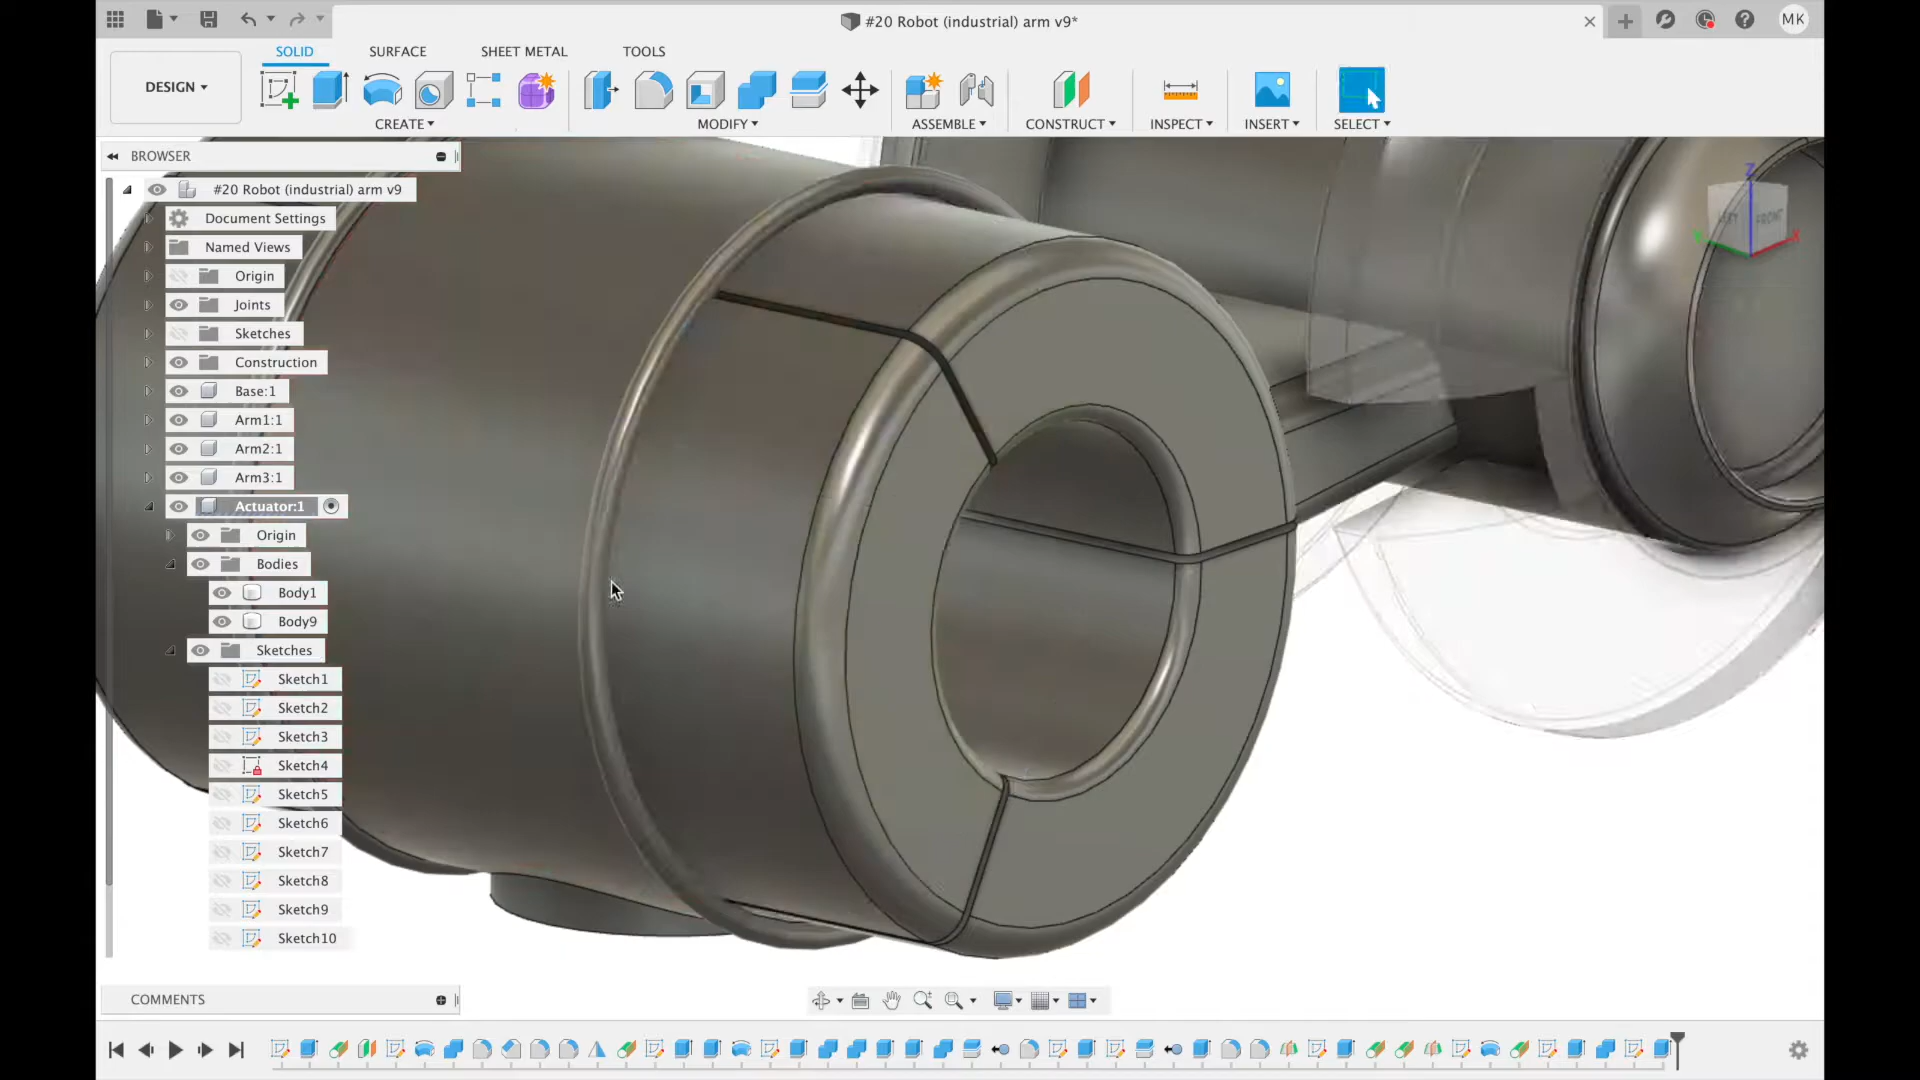 #20 Robot (industrial) arm v9*
MK
DESIGN
SOLID SURFACE SHEET METAL TOOLS
CREATE MODIFY ASSEMBLE CONSTRUCT INSPECT INSERT SELECT
BROWSER
#20 Robot (industrial) arm v9
Document Settings
Named Views
Origin
Joints
Sketches
Construction
Base:1
Arm1:1
Arm2:1
Arm3:1
Actuator:1
Origin
Bodies
Body1
Body9
Sketches
Sketch1
Sketch2
Sketch3
Sketch4
Sketch5
Sketch6
Sketch7
Sketch8
Sketch9
Sketch10
Z
LEFT FRONT
X
COMMENTS